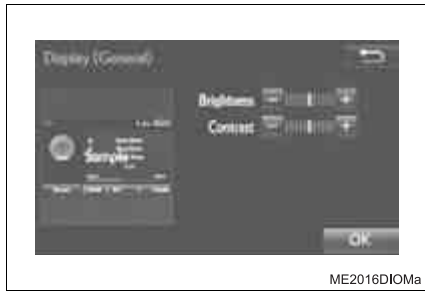 Display (General)
Brightness
Contrast
Sample
OK
ME2016DIOMa